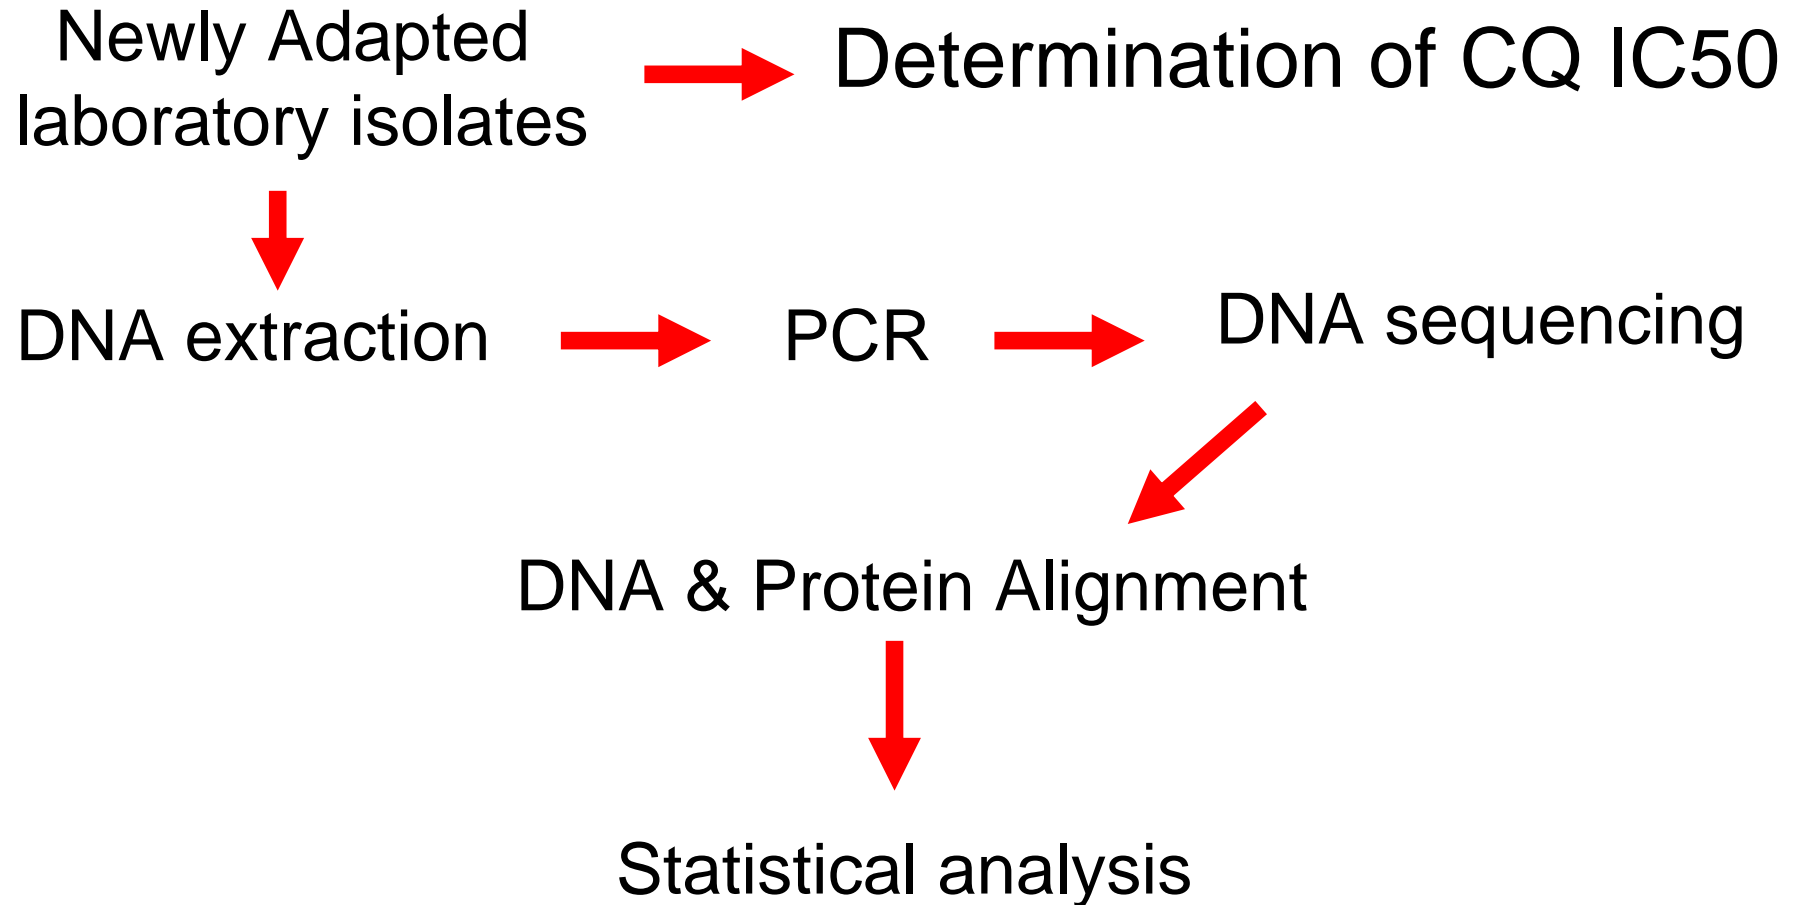 Newly Adapted
laboratory isolates
Determination of CQ IC50
DNA extraction
PCR
DNA sequencing
DNA & Protein Alignment
Statistical analysis